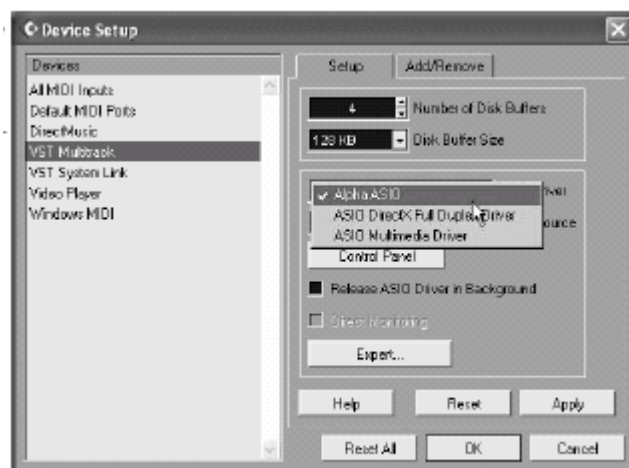 Device Setup
Devices
All MIDI Inputs
Default MIDI Ports
DirectMusic
VST Multitrack
VST System Link
Video Player
Windows MIDI
Setup
Add/Remove
4
Number of Disk Buffers
128 KB
Disk Buffer Size
Alpha ASIO
ASIO DirectX Full Duplex Driver
ASIO Multimedia Driver
Control Panel
Release ASIO Driver in Background
Direct Monitoring
Expert...
Help
Reset
Apply
Reset All
OK
Cancel